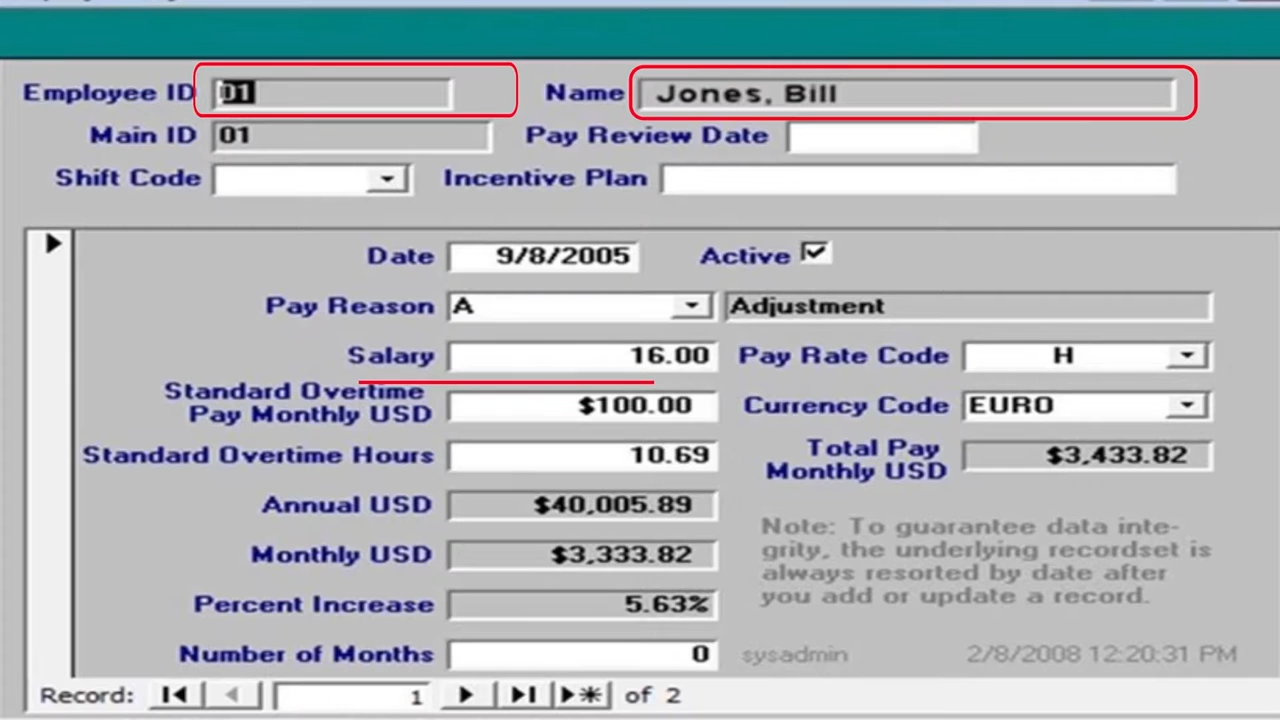 Employee ID 01 Name Jones, Bill
Main ID 01 Pay Review Date
Shift Code Incentive Plan
Date 9/8/2005 Active
Pay Reason A Adjustment
Salary 16.00 Pay Rate Code H
Standard Overtime
Pay Monthly USD $100.00 Currency Code EURO
Standard Overtime Hours 10.69 Total Pay
Monthly USD $3,433.82
Annual USD $40,005.89
Monthly USD $3,333.82
Percent Increase 5.63%
Number of Months 0
Note: To guarantee data inte-
grity, the underlying recordset is
always resorted by date after
you add or update a record.
sysadmin 2/8/2008 12:20:31 PM
Record: 1 of 2